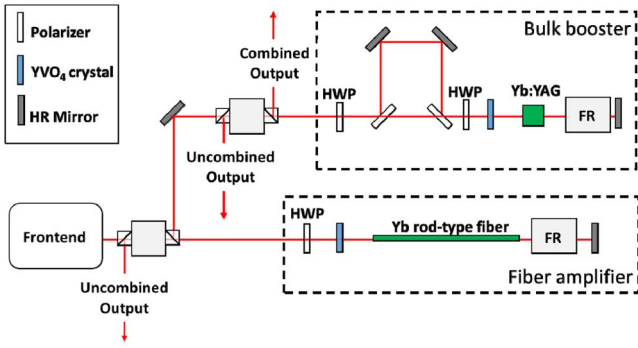 Polarizer
YVO₄ crystal
HR Mirror
Combined
Output
Bulk booster
HWP
HWP
Yb:YAG
FR
Uncombined
Output
Frontend
HWP
Yb rod-type fiber
FR
Uncombined
Output
Fiber amplifier